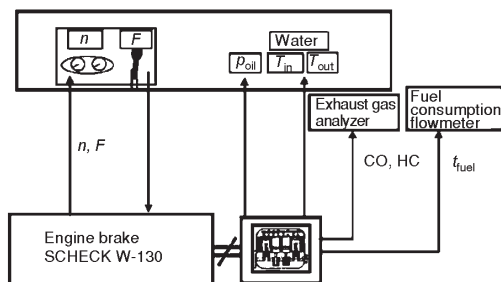 n
F
Water
p_oil
T_in
T_out
Exhaust gas
analyzer
Fuel
consumption
flowmeter
n, F
CO, HC
t_fuel
Engine brake
SCHECK W-130